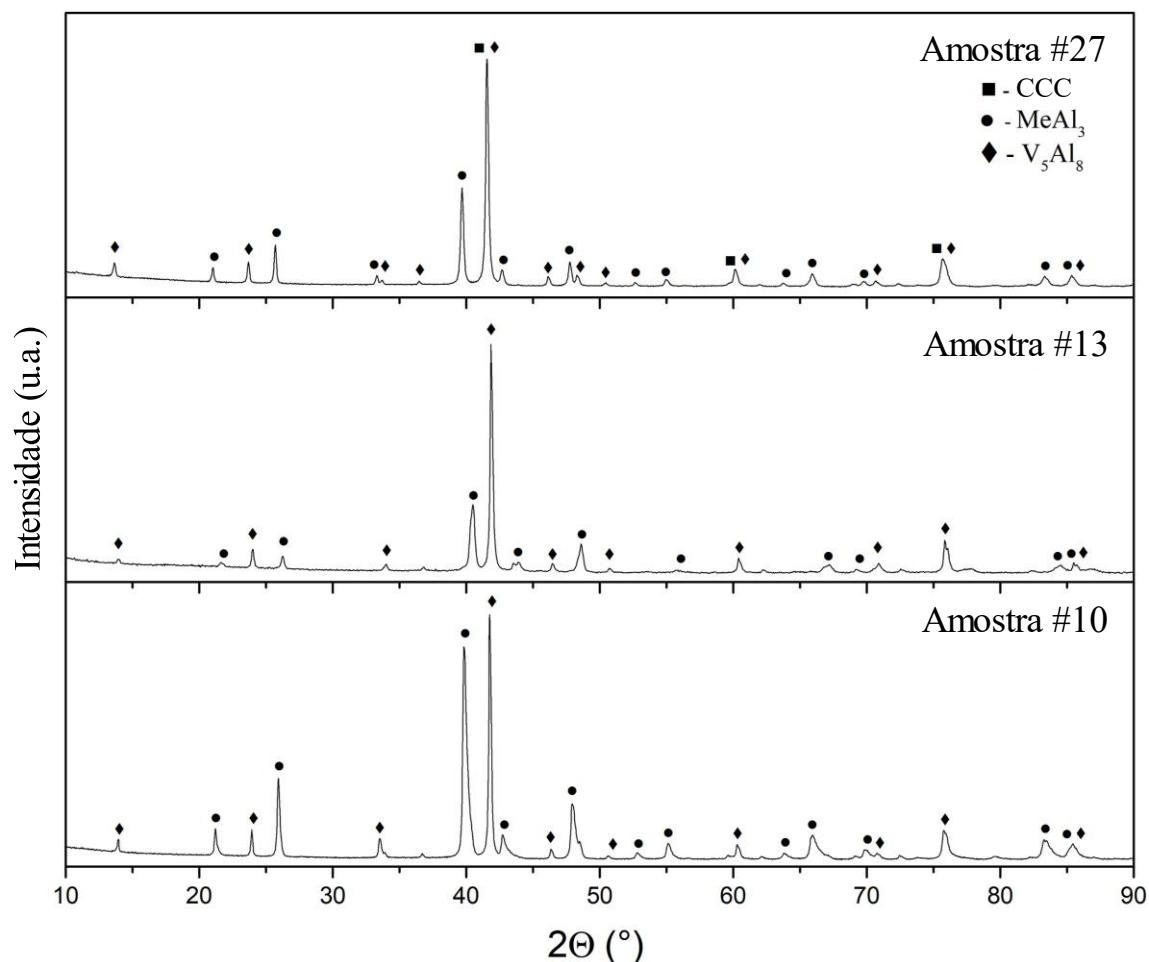 Amostra #27
■ - CCC
● - MeAl₃
♦ - V₅Al₈
Amostra #13
Amostra #10
Intensidade (u.a.)
10 20 30 40 50 60 70 80 90
2Θ (°)